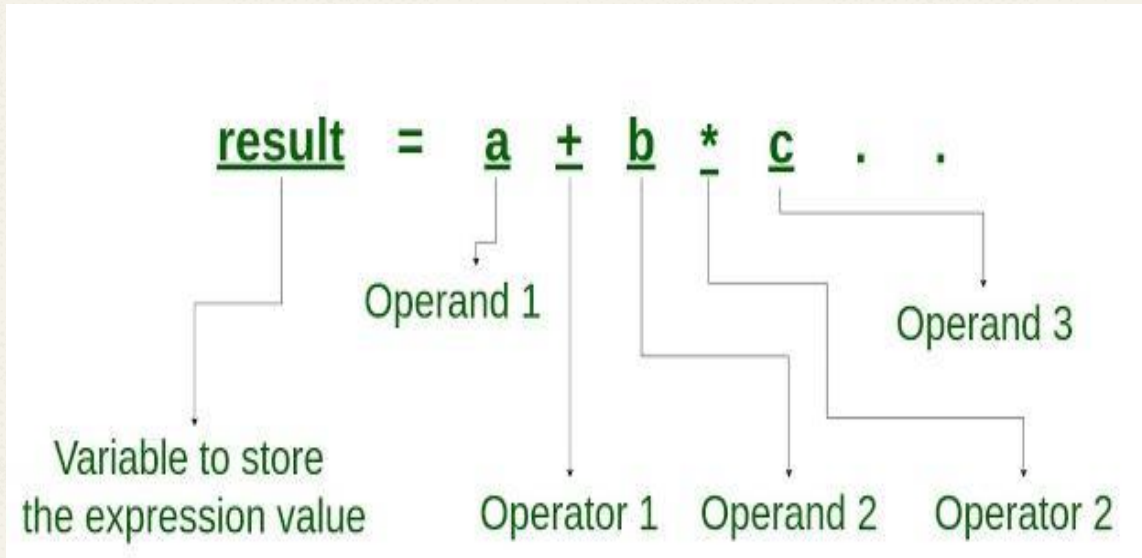 result = a + b * c . .
Operand 1
Operand 3
Variable to store
the expression value
Operator 1
Operand 2
Operator 2